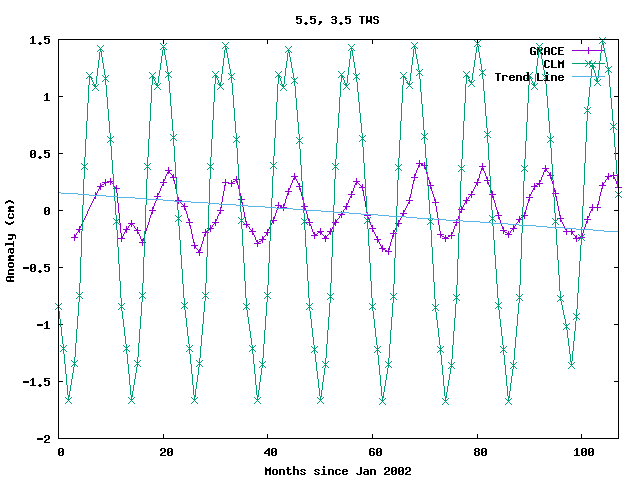 5.5, 3.5 TWS
GRACE
CLM
Trend Line
1.5
1
0.5
0
-0.5
-1
-1.5
-2
Anomaly (cm)
0 20 40 60 80 100
Months since Jan 2002